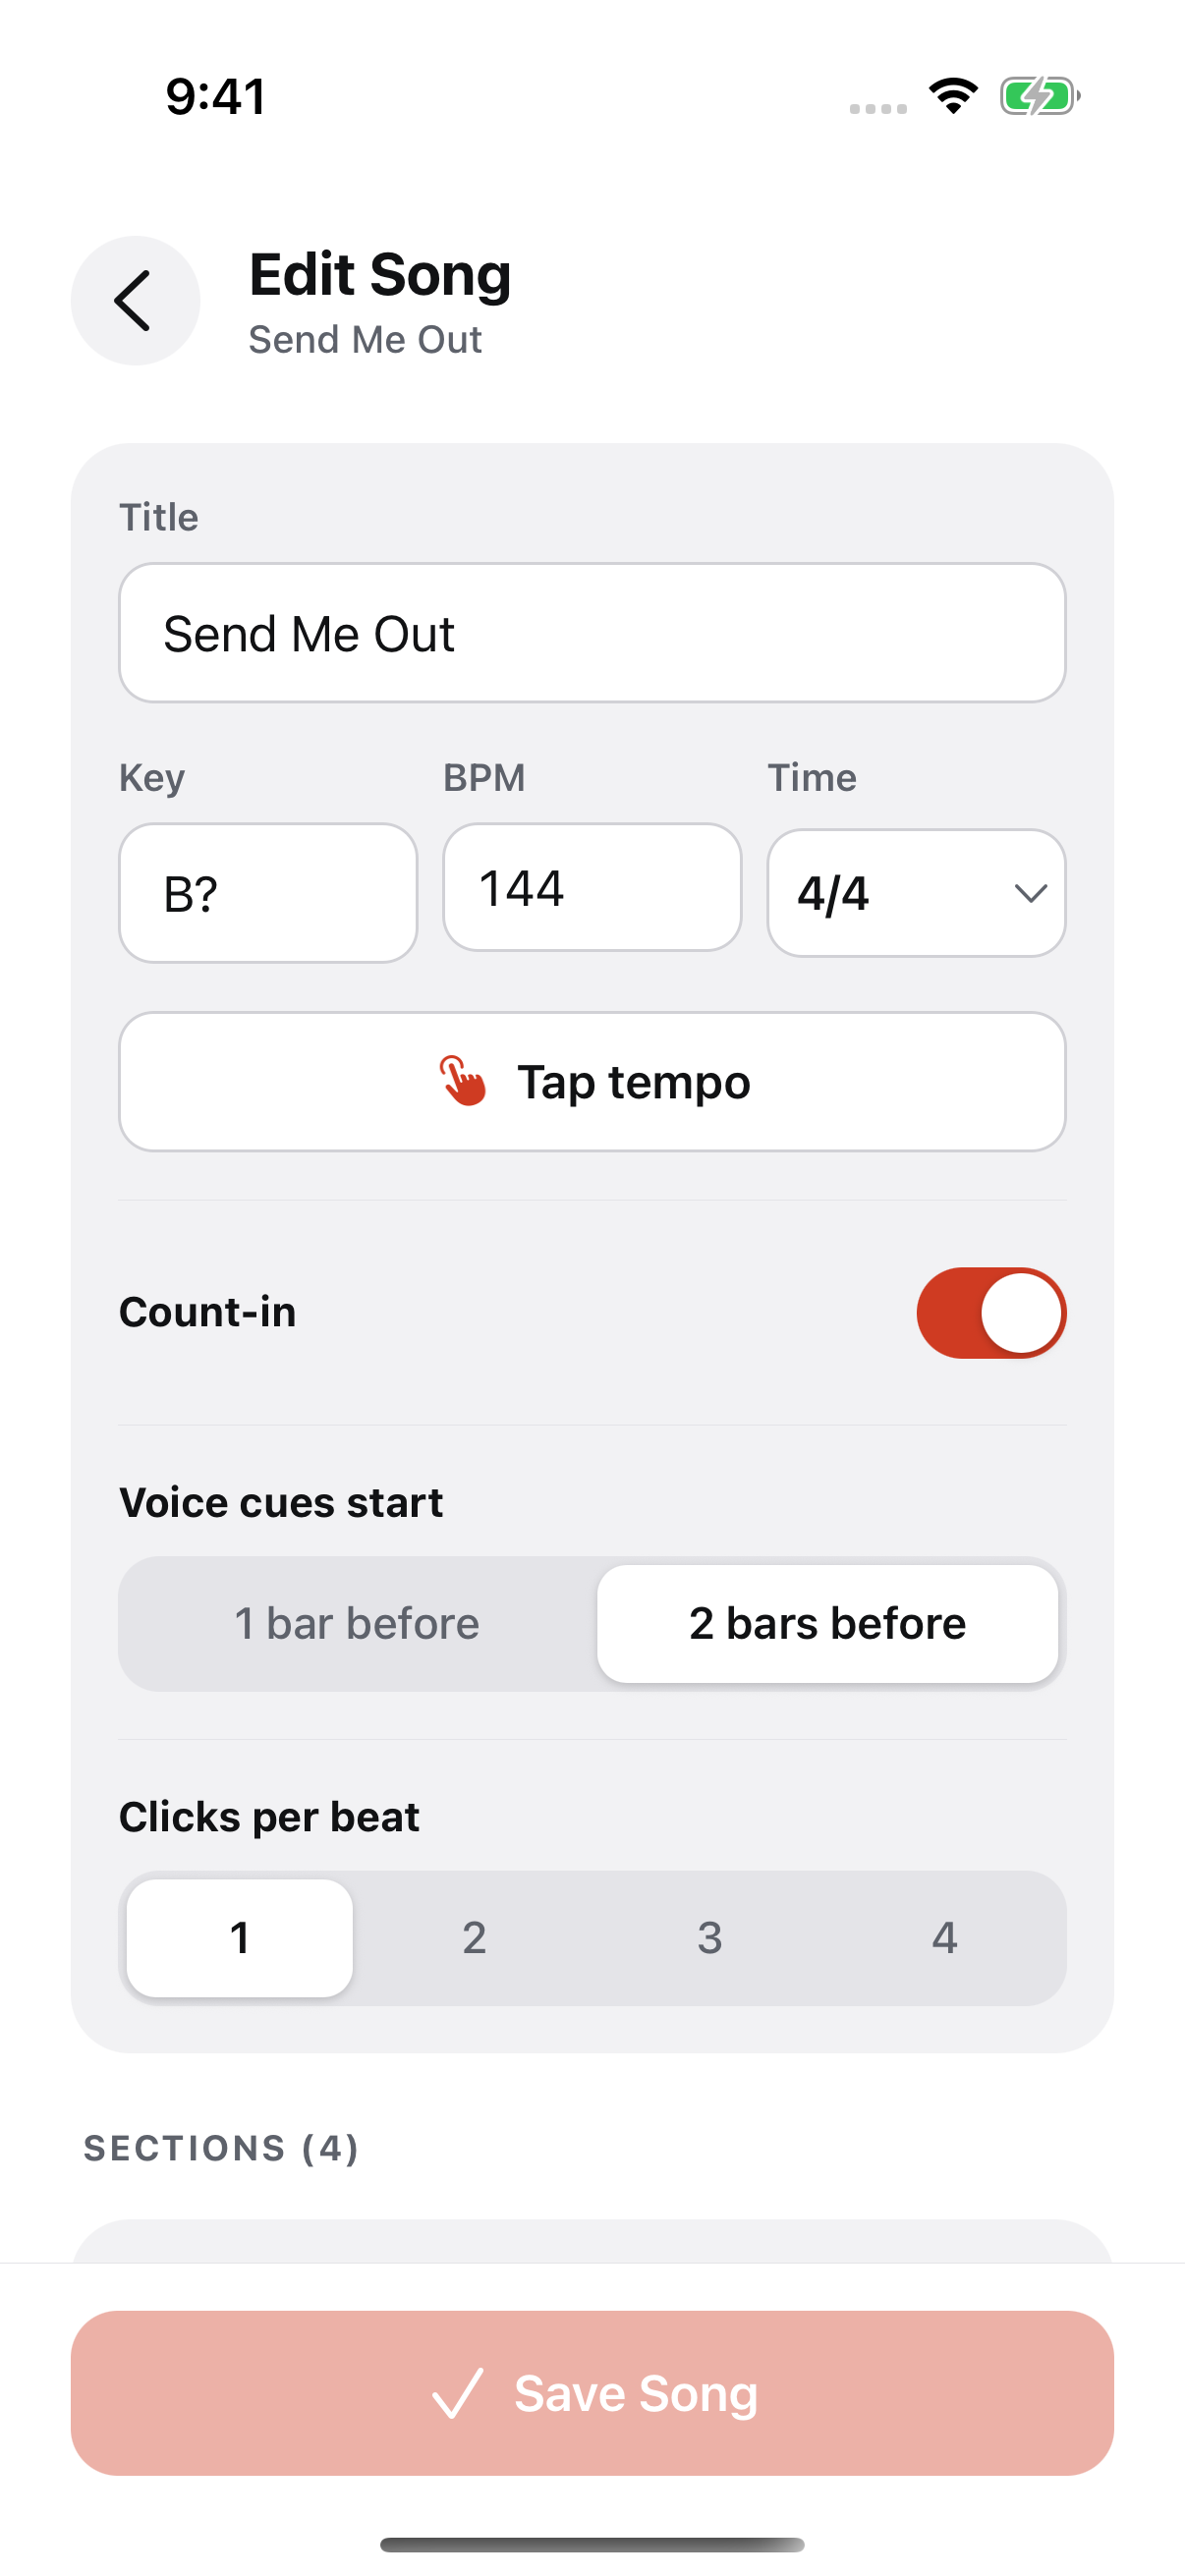 9:41
Edit Song
Send Me Out
Title
Send Me Out
Key BPM Time
B? 144 4/4
Tap tempo
Count-in
Voice cues start
1 bar before 2 bars before
Clicks per beat
1 2 3 4
SECTIONS (4)
Save Song